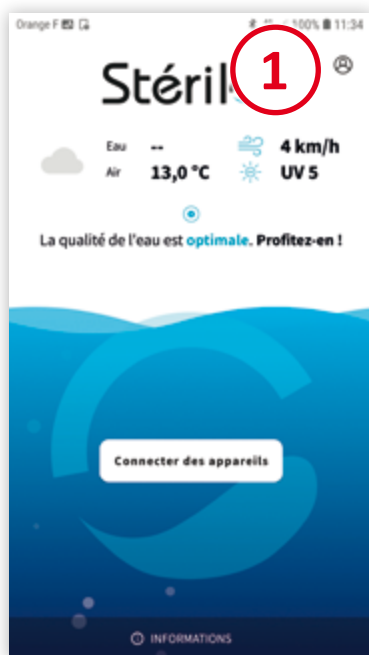 Orange F 100% 11:34
Stéril
1
Eau -- 4 km/h
Air 13,0 °C UV 5
La qualité de l'eau est optimale. Profitez-en !
Connecter des appareils
INFORMATIONS